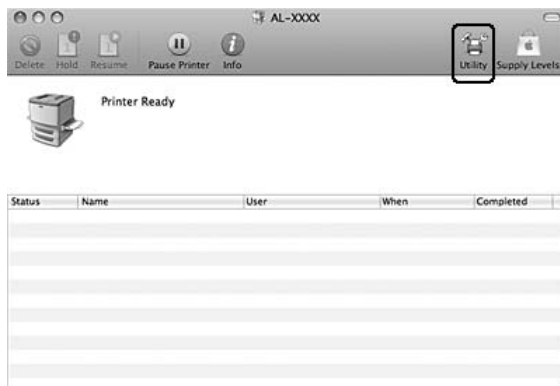 AL-XXXX
Delete Hold Resume Pause Printer Info Utility Supply Levels
Printer Ready
Status Name User When Completed